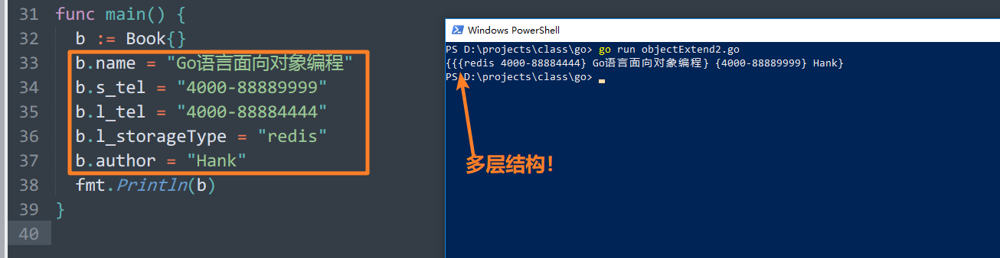 31 func main() {
32   b := Book{}
33   b.name = "Go语言面向对象编程"
34   b.s_tel = "4000-88889999"
35   b.l_tel = "4000-88884444"
36   b.l_storageType = "redis"
37   b.author = "Hank"
38   fmt.Println(b)
39 }
40
Windows PowerShell
PS D:\projects\class\go> go run objectExtend2.go
{{{redis 4000-88884444} Go语言面向对象编程} {4000-88889999} Hank}
PS D:\projects\class\go>
多层结构！